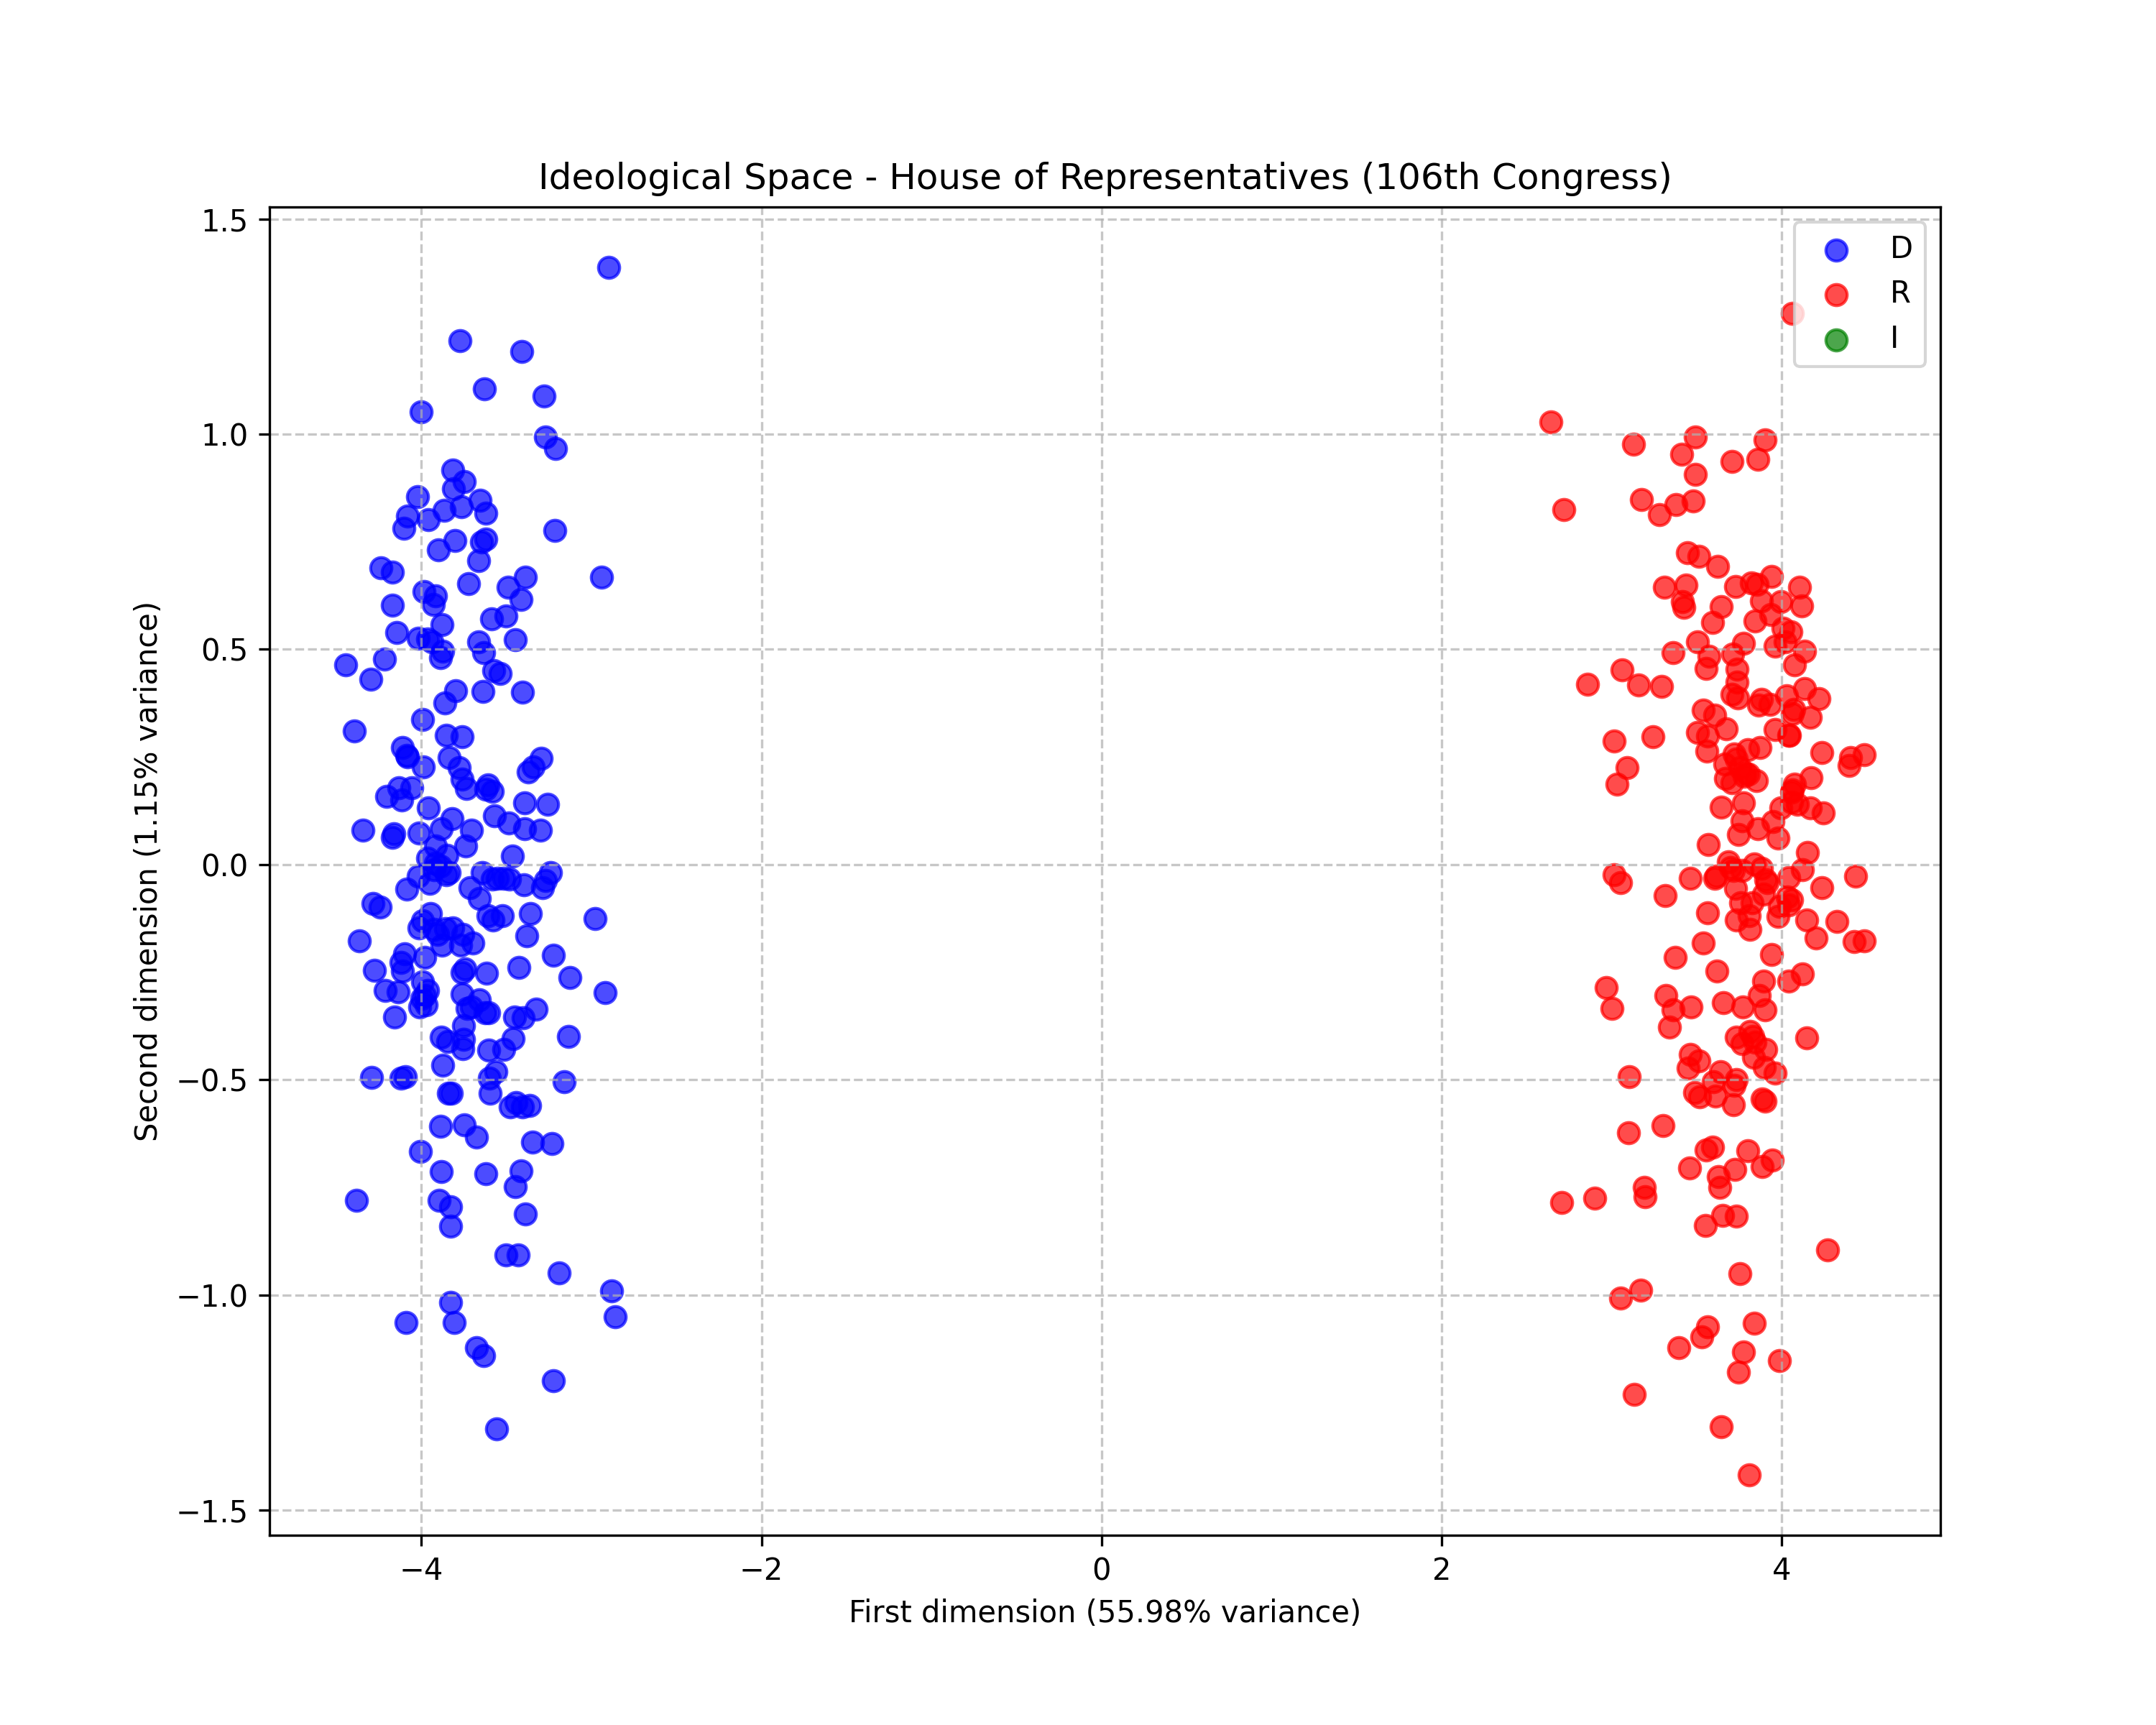 Ideological Space - House of Representatives (106th Congress)
D
R
I
1.5
1.0
0.5
0.0
−0.5
−1.0
−1.5
Second dimension (1.15% variance)
−4
−2
0
2
4
First dimension (55.98% variance)